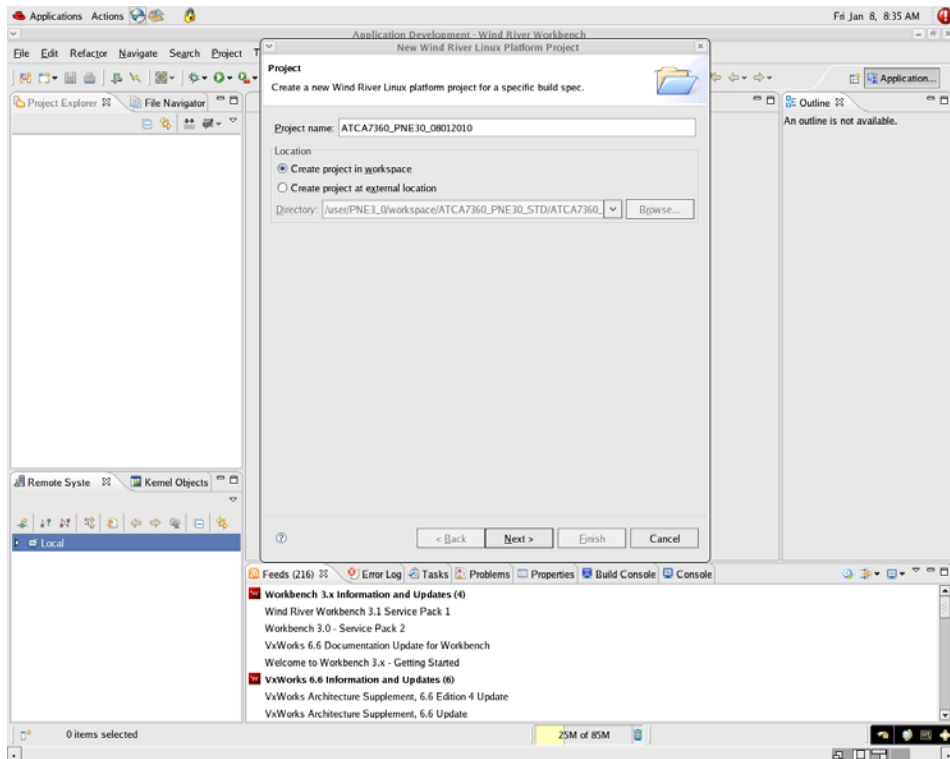 Applications Actions
Fri Jan 8, 8:35 AM
Application Development - Wind River Workbench
File Edit Refactor Navigate Search Project T
New Wind River Linux Platform Project
Project
Create a new Wind River Linux platform project for a specific build spec.
Application...
Project Explorer
File Navigator
Outline
An outline is not available.
Project name: ATCA7360_PNE30_08012010
Location
Create project in workspace
Create project at external location
Directory: /user/PNE3_0/workspace/ATCA7360_PNE30_STD/ATCA7360_ Browse...
Remote Syste
Kernel Objects
Local
< Back Next > Finish Cancel
Feeds (216) Error Log Tasks Problems Properties Build Console Console
Workbench 3.x Information and Updates (4)
Wind River Workbench 3.1 Service Pack 1
Workbench 3.0 - Service Pack 2
VxWorks 6.6 Documentation Update for Workbench
Welcome to Workbench 3.x - Getting Started
VxWorks 6.6 Information and Updates (6)
VxWorks Architecture Supplement, 6.6 Edition 4 Update
VxWorks Architecture Supplement, 6.6 Update
0 items selected
25M of 85M